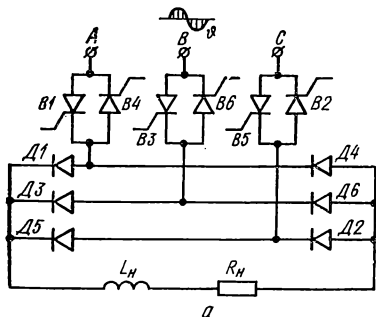 ϑ
A B C
В1 В4 В3 В6 В5 В2
Д1 Д4
Д3 Д6
Д5 Д2
Lн Rн
а